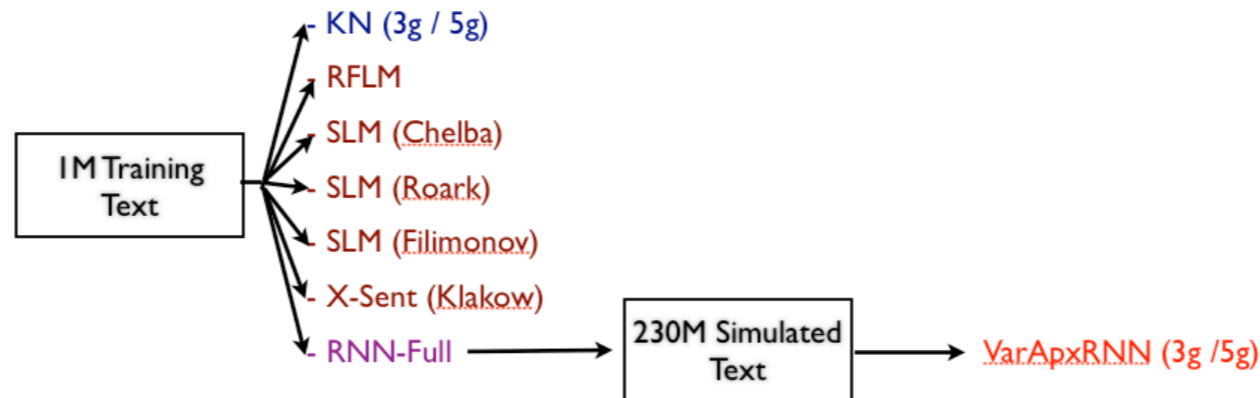 - KN (3g / 5g)
- RFLM
- SLM (Chelba)
1M Training
Text
- SLM (Roark)
- SLM (Filimonov)
- X-Sent (Klakow)
- RNN-Full
230M Simulated
Text
VarApxRNN (3g /5g)